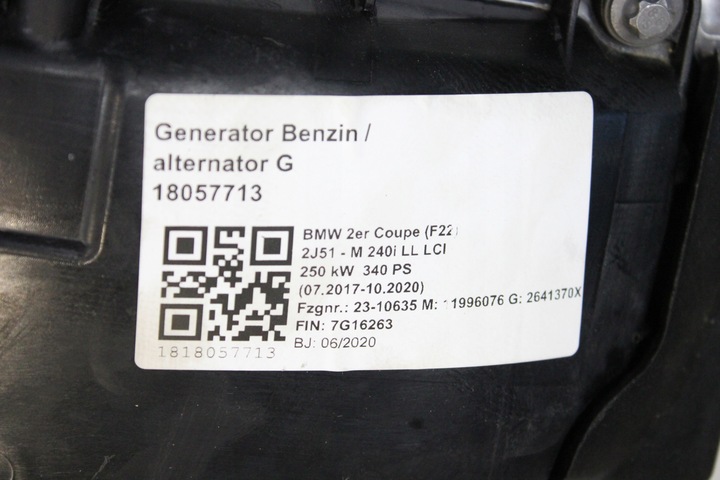 Generator Benzin /
alternator G
18057713
BMW 2er Coupe (F22)
2J51 - M 240i LL LCI
250 kW 340 PS
(07.2017-10.2020)
Fzgnr.: 23-10635 M: 11996076 G: 2641370X
FIN: 7G16263
BJ: 06/2020
1818057713